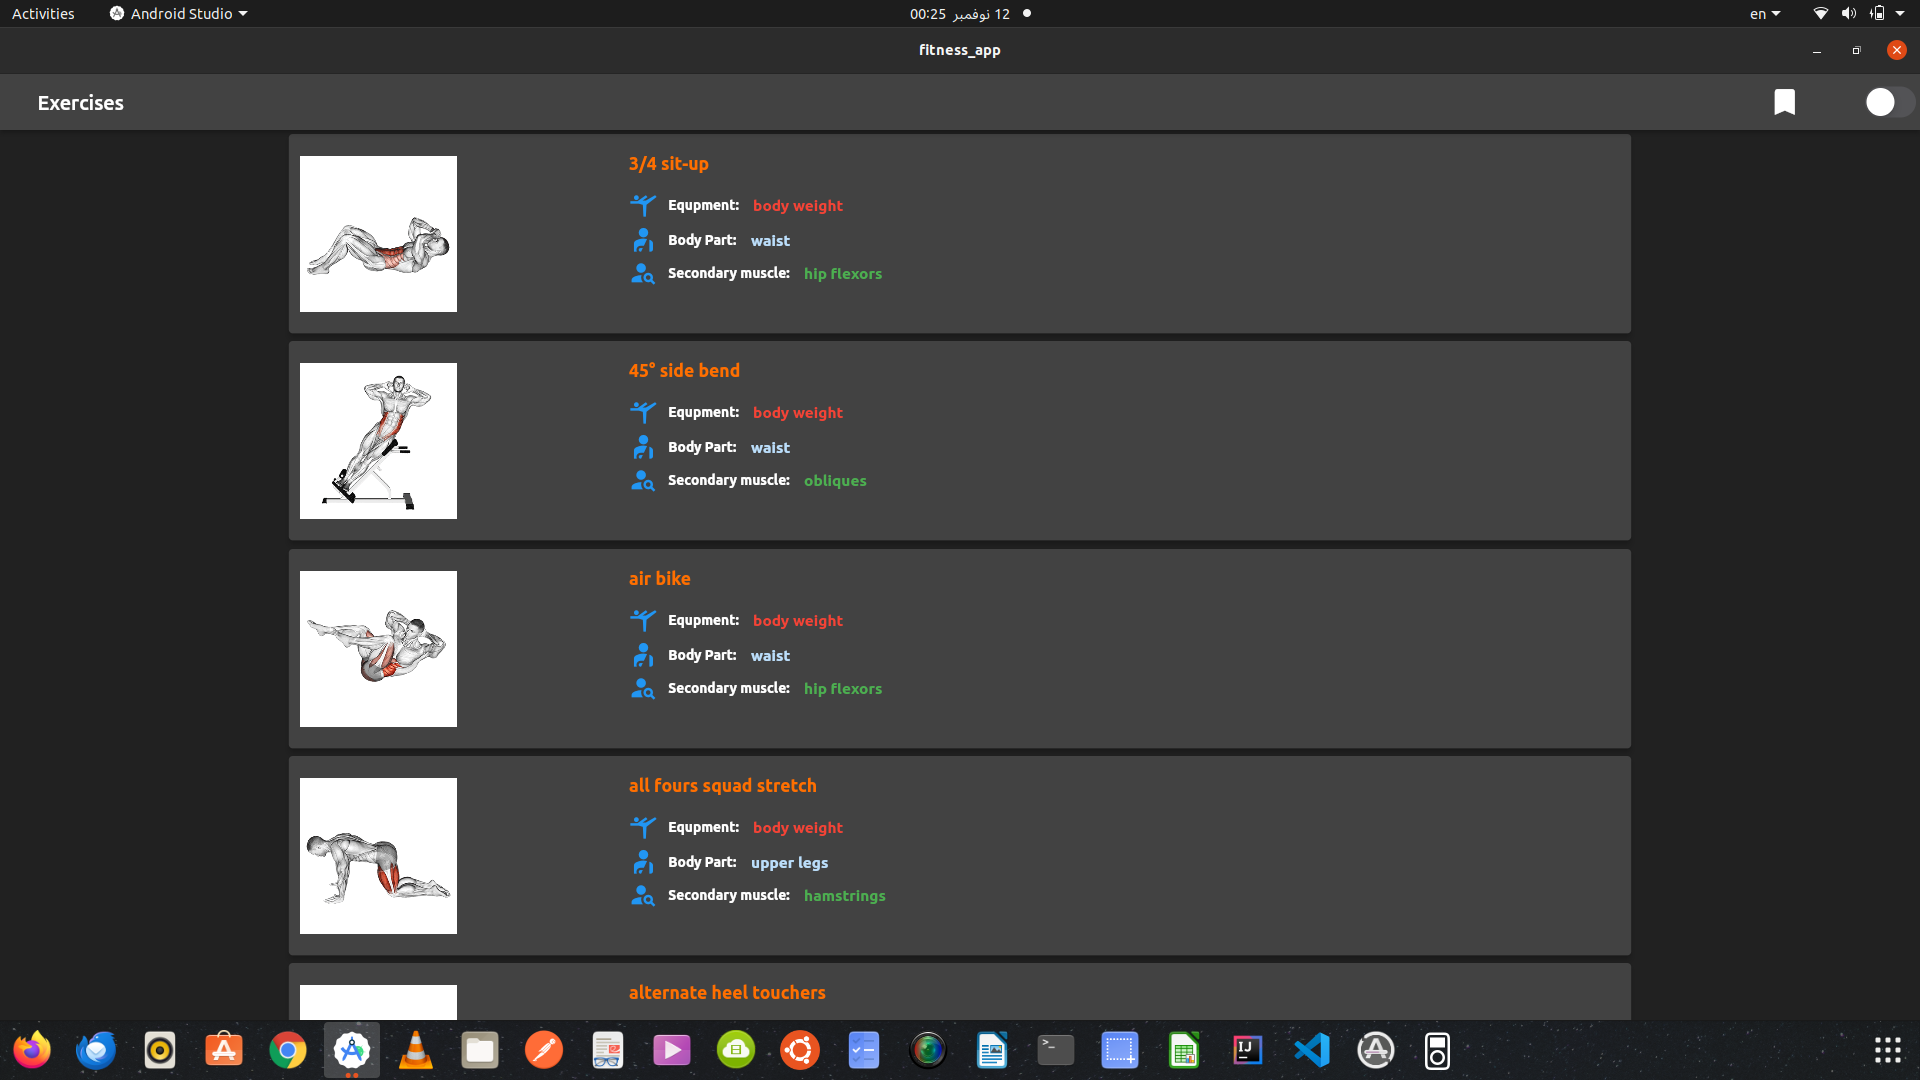 Activities
Android Studio
12 نوفمبر 00:25
en
fitness_app
Exercises
3/4 sit-up
Equpment: body weight
Body Part: waist
Secondary muscle: hip flexors
45° side bend
Equpment: body weight
Body Part: waist
Secondary muscle: obliques
air bike
Equpment: body weight
Body Part: waist
Secondary muscle: hip flexors
all fours squad stretch
Equpment: body weight
Body Part: upper legs
Secondary muscle: hamstrings
alternate heel touchers